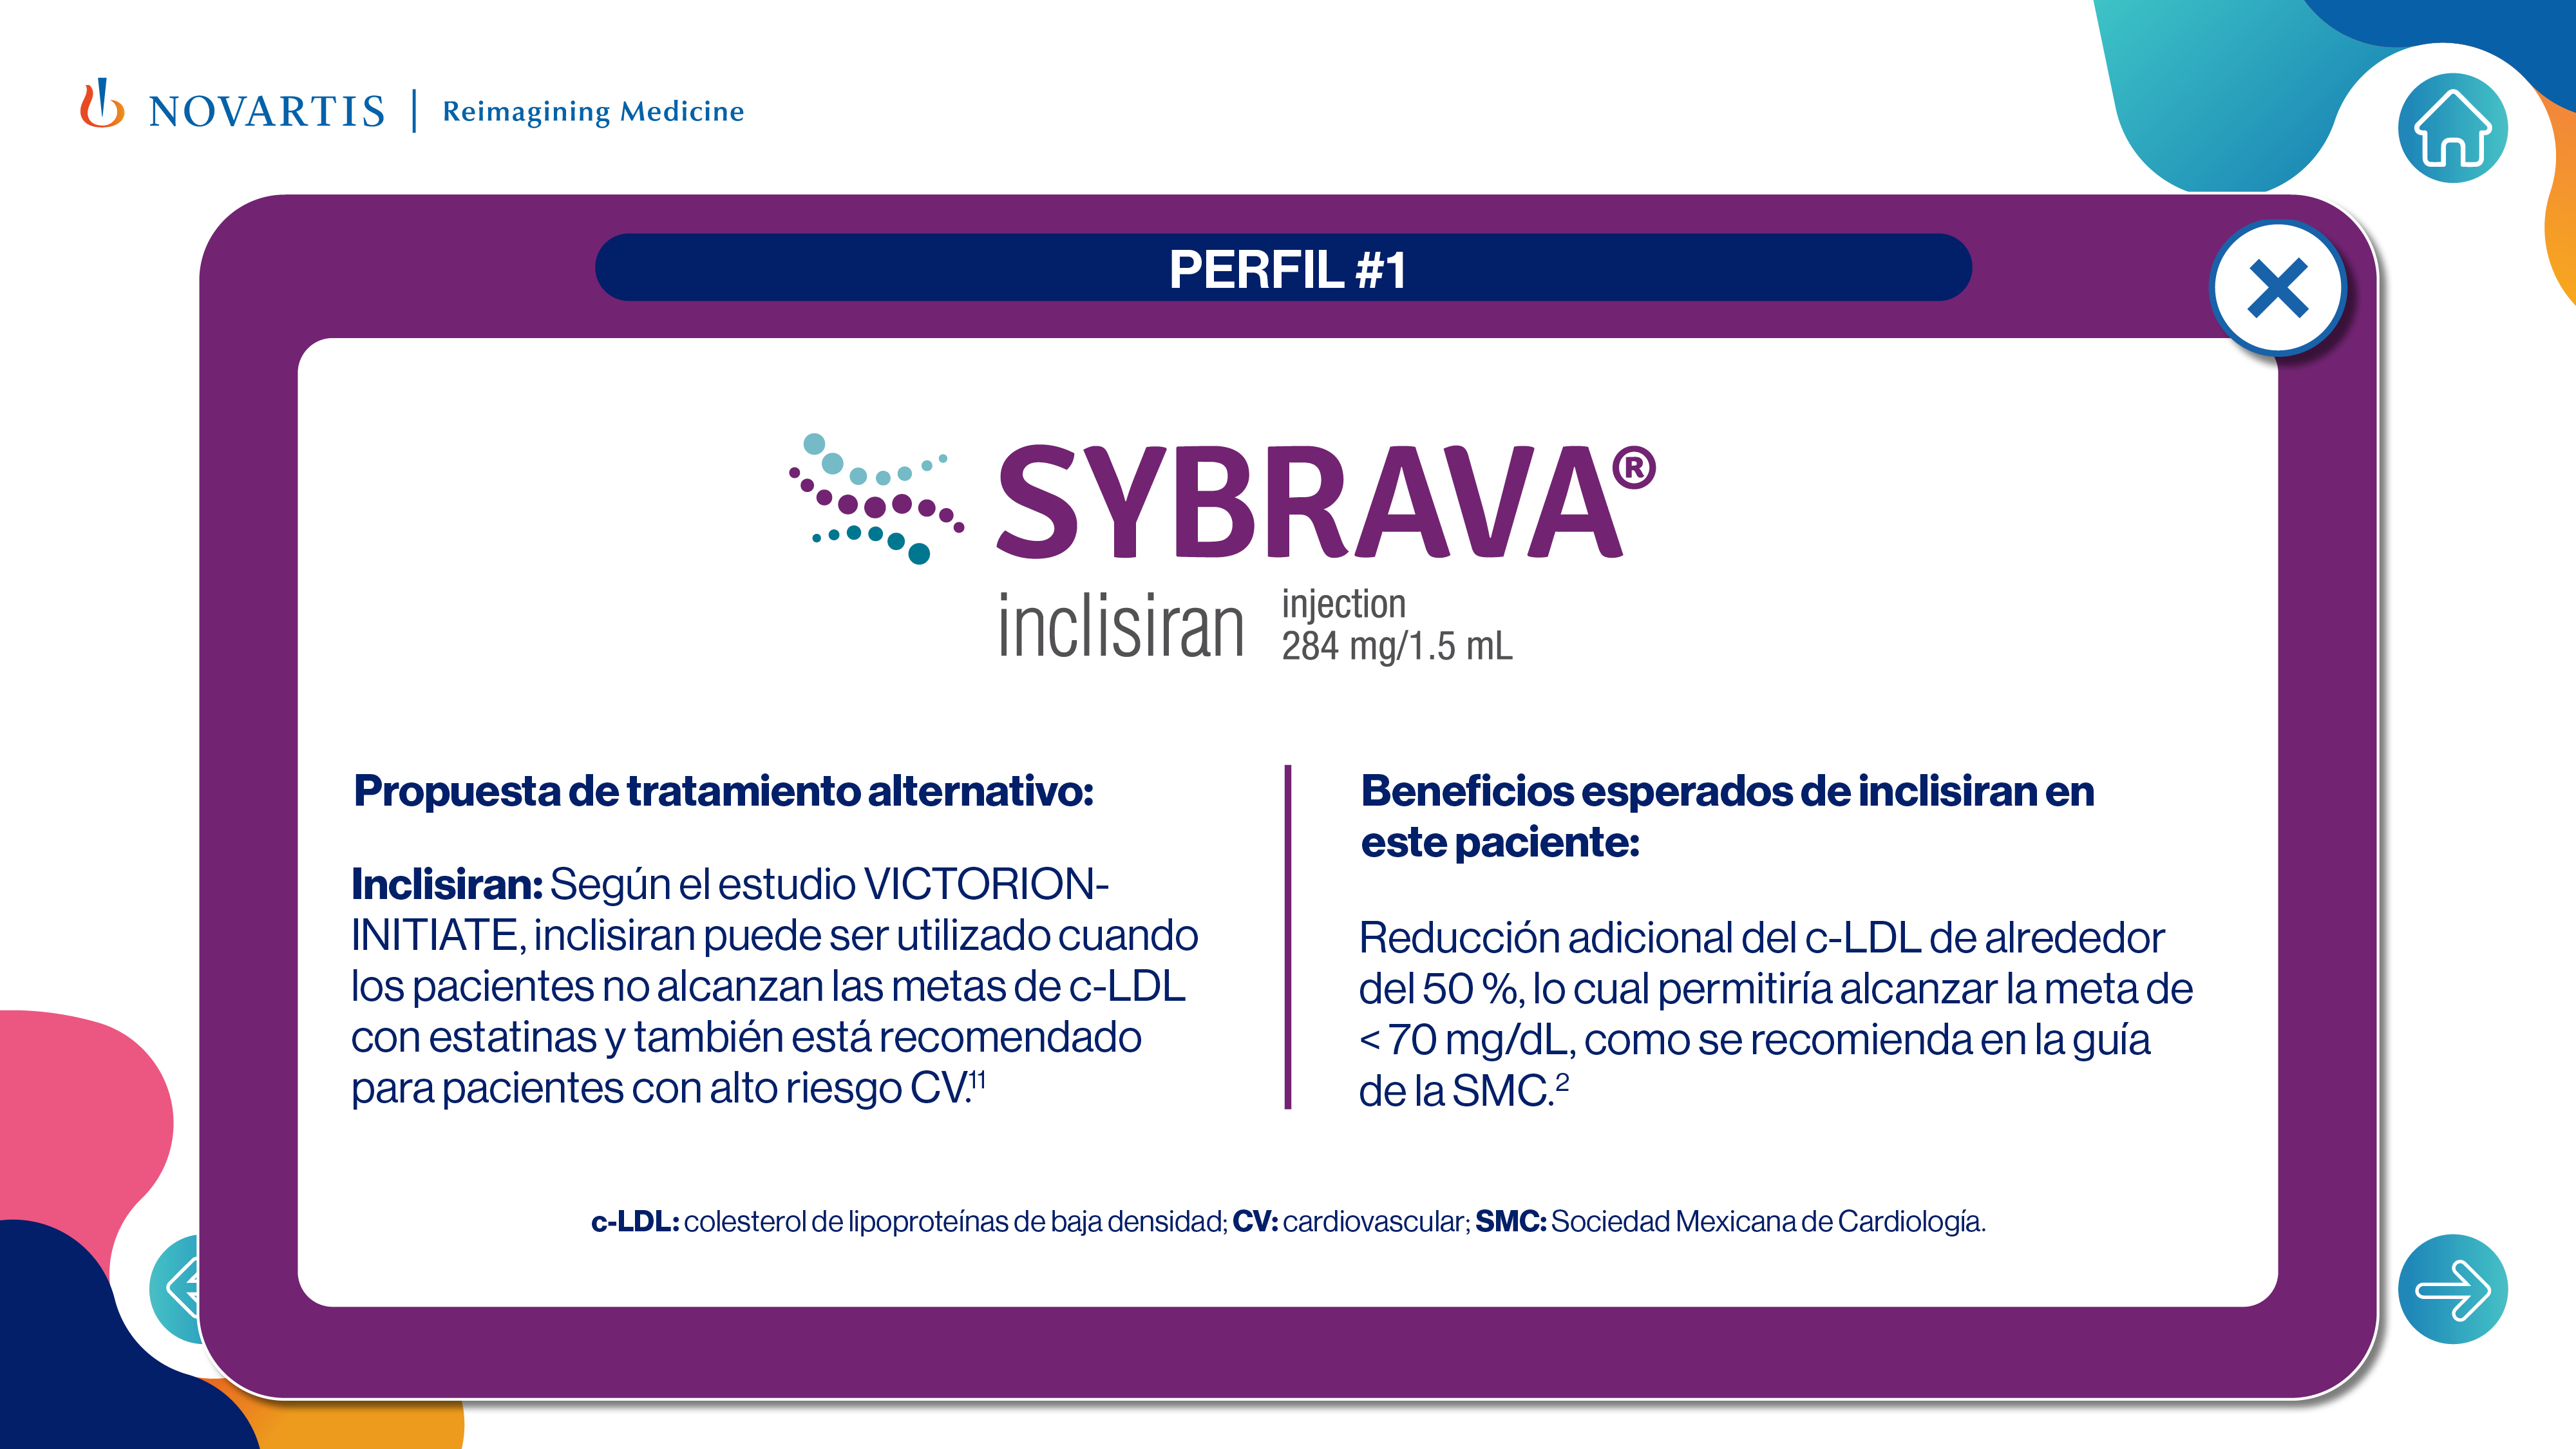 NOVARTIS | Reimagining Medicine
PERFIL #1
SYBRAVA®
inclisiran
injection
284 mg/1.5 mL
Propuesta de tratamiento alternativo:
Inclisiran: Según el estudio VICTORION-
INITIATE, inclisiran puede ser utilizado cuando
los pacientes no alcanzan las metas de c-LDL
con estatinas y también está recomendado
para pacientes con alto riesgo CV.¹¹
Beneficios esperados de inclisiran en
este paciente:
Reducción adicional del c-LDL de alrededor
del 50 %, lo cual permitiría alcanzar la meta de
< 70 mg/dL, como se recomienda en la guía
de la SMC.²
c-LDL: colesterol de lipoproteínas de baja densidad; CV: cardiovascular; SMC: Sociedad Mexicana de Cardiología.